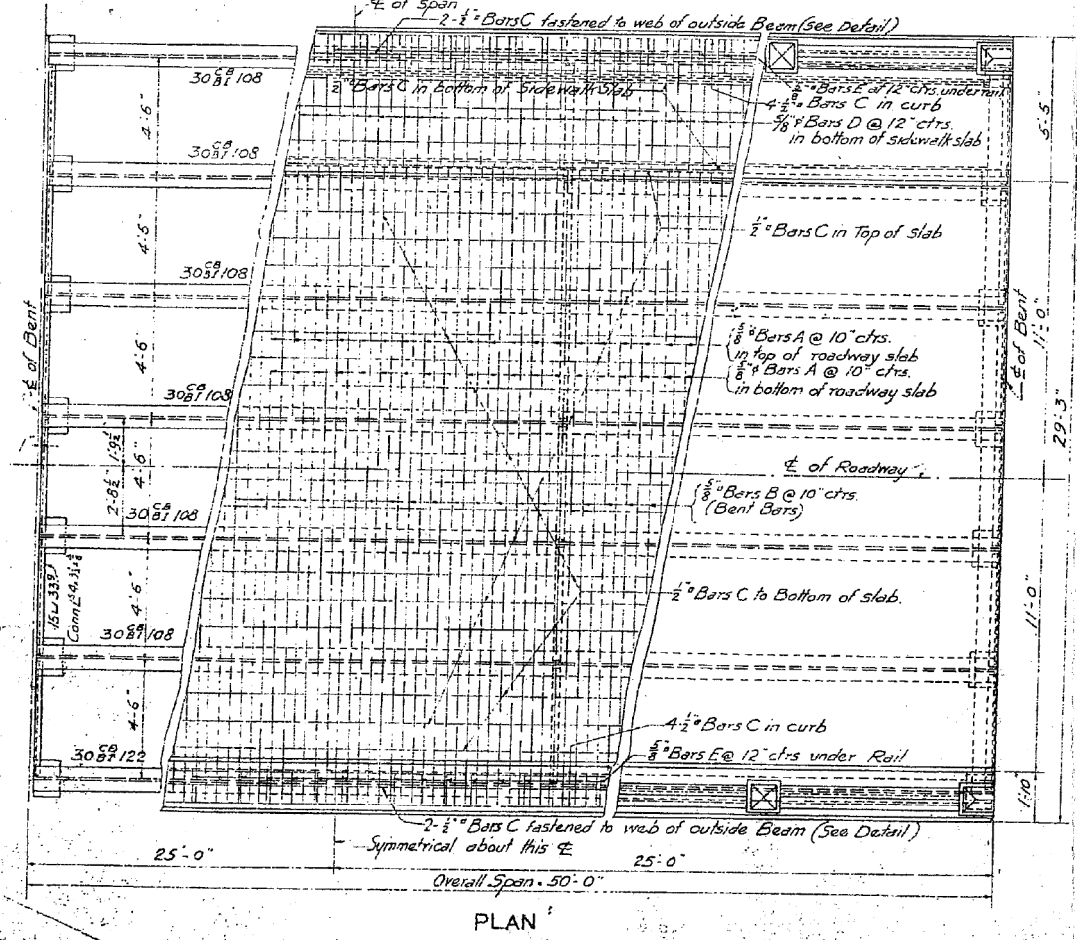 ℄ of Span
2-½"⌀ Bars C fastened to web of outside Beam (See Detail)
30 CB BI 108
½"⌀ Bars C in bottom of Sidewalk Slab
⅝"⌀ Bars E at 12" ctrs. under rail
4-½"⌀ Bars C in curb
⅝"⌀ Bars D @ 12" ctrs.
in bottom of sidewalk slab
5'-5"
4'-6"
30 CB BI 108
4'-6"
½"⌀ Bars C in Top of slab
30 CB BI 108
℄ of Bent
4'-6"
⅝"⌀ Bars A @ 10" ctrs.
in top of roadway slab
⅝"⌀ Bars A @ 10" ctrs.
in bottom of roadway slab
℄ of Bent
11'-0"
29'-3"
30 CB BI 108
2'-8½"
1'-9½"
4'-6"
℄ of Roadway
⅝"⌀ Bars B @ 10" ctrs.
(Bent Bars)
30 CB BI 108
15 ⊔ 33.9
4'-6"
½"⌀ Bars C to Bottom of slab.
11'-0"
30 CB BI 108
4'-6"
4-½"⌀ Bars C in curb
⅝"⌀ Bars E @ 12" ctrs under Rail
30 CB BI 122
1'-10"
2-½"⌀ Bars C fastened to web of outside Beam (See Detail)
Symmetrical about this ℄
25'-0"
25'-0"
Overall Span = 50'-0"
PLAN